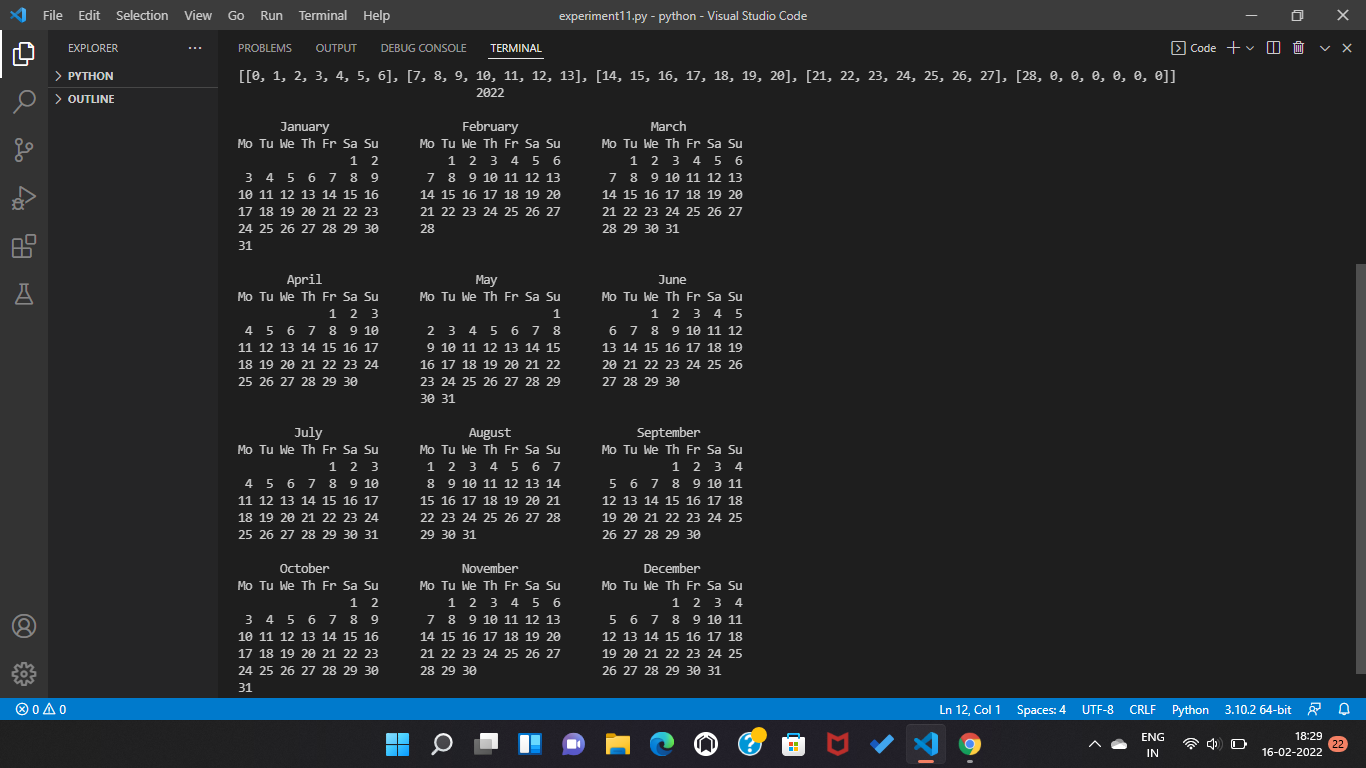 File Edit Selection View Go Run Terminal Help experiment11.py - python - Visual Studio Code
EXPLORER ... PROBLEMS OUTPUT DEBUG CONSOLE TERMINAL Code
PYTHON
OUTLINE
[[0, 1, 2, 3, 4, 5, 6], [7, 8, 9, 10, 11, 12, 13], [14, 15, 16, 17, 18, 19, 20], [21, 22, 23, 24, 25, 26, 27], [28, 0, 0, 0, 0, 0, 0]]
                                  2022

      January                   February                   March
Mo Tu We Th Fr Sa Su      Mo Tu We Th Fr Sa Su      Mo Tu We Th Fr Sa Su
                1  2          1  2  3  4  5  6          1  2  3  4  5  6
 3  4  5  6  7  8  9       7  8  9 10 11 12 13       7  8  9 10 11 12 13
10 11 12 13 14 15 16      14 15 16 17 18 19 20      14 15 16 17 18 19 20
17 18 19 20 21 22 23      21 22 23 24 25 26 27      21 22 23 24 25 26 27
24 25 26 27 28 29 30      28                        28 29 30 31
31

       April                      May                       June
Mo Tu We Th Fr Sa Su      Mo Tu We Th Fr Sa Su      Mo Tu We Th Fr Sa Su
             1  2  3                         1             1  2  3  4  5
 4  5  6  7  8  9 10       2  3  4  5  6  7  8       6  7  8  9 10 11 12
11 12 13 14 15 16 17       9 10 11 12 13 14 15      13 14 15 16 17 18 19
18 19 20 21 22 23 24      16 17 18 19 20 21 22      20 21 22 23 24 25 26
25 26 27 28 29 30         23 24 25 26 27 28 29      27 28 29 30
                          30 31

        July                     August                  September
Mo Tu We Th Fr Sa Su      Mo Tu We Th Fr Sa Su      Mo Tu We Th Fr Sa Su
             1  2  3       1  2  3  4  5  6  7                1  2  3  4
 4  5  6  7  8  9 10       8  9 10 11 12 13 14       5  6  7  8  9 10 11
11 12 13 14 15 16 17      15 16 17 18 19 20 21      12 13 14 15 16 17 18
18 19 20 21 22 23 24      22 23 24 25 26 27 28      19 20 21 22 23 24 25
25 26 27 28 29 30 31      29 30 31                  26 27 28 29 30

      October                   November                  December
Mo Tu We Th Fr Sa Su      Mo Tu We Th Fr Sa Su      Mo Tu We Th Fr Sa Su
                1  2          1  2  3  4  5  6                1  2  3  4
 3  4  5  6  7  8  9       7  8  9 10 11 12 13       5  6  7  8  9 10 11
10 11 12 13 14 15 16      14 15 16 17 18 19 20      12 13 14 15 16 17 18
17 18 19 20 21 22 23      21 22 23 24 25 26 27      19 20 21 22 23 24 25
24 25 26 27 28 29 30      28 29 30                  26 27 28 29 30 31
31
0 0 Ln 12, Col 1 Spaces: 4 UTF-8 CRLF Python 3.10.2 64-bit
ENG 18:29
IN 16-02-2022 22